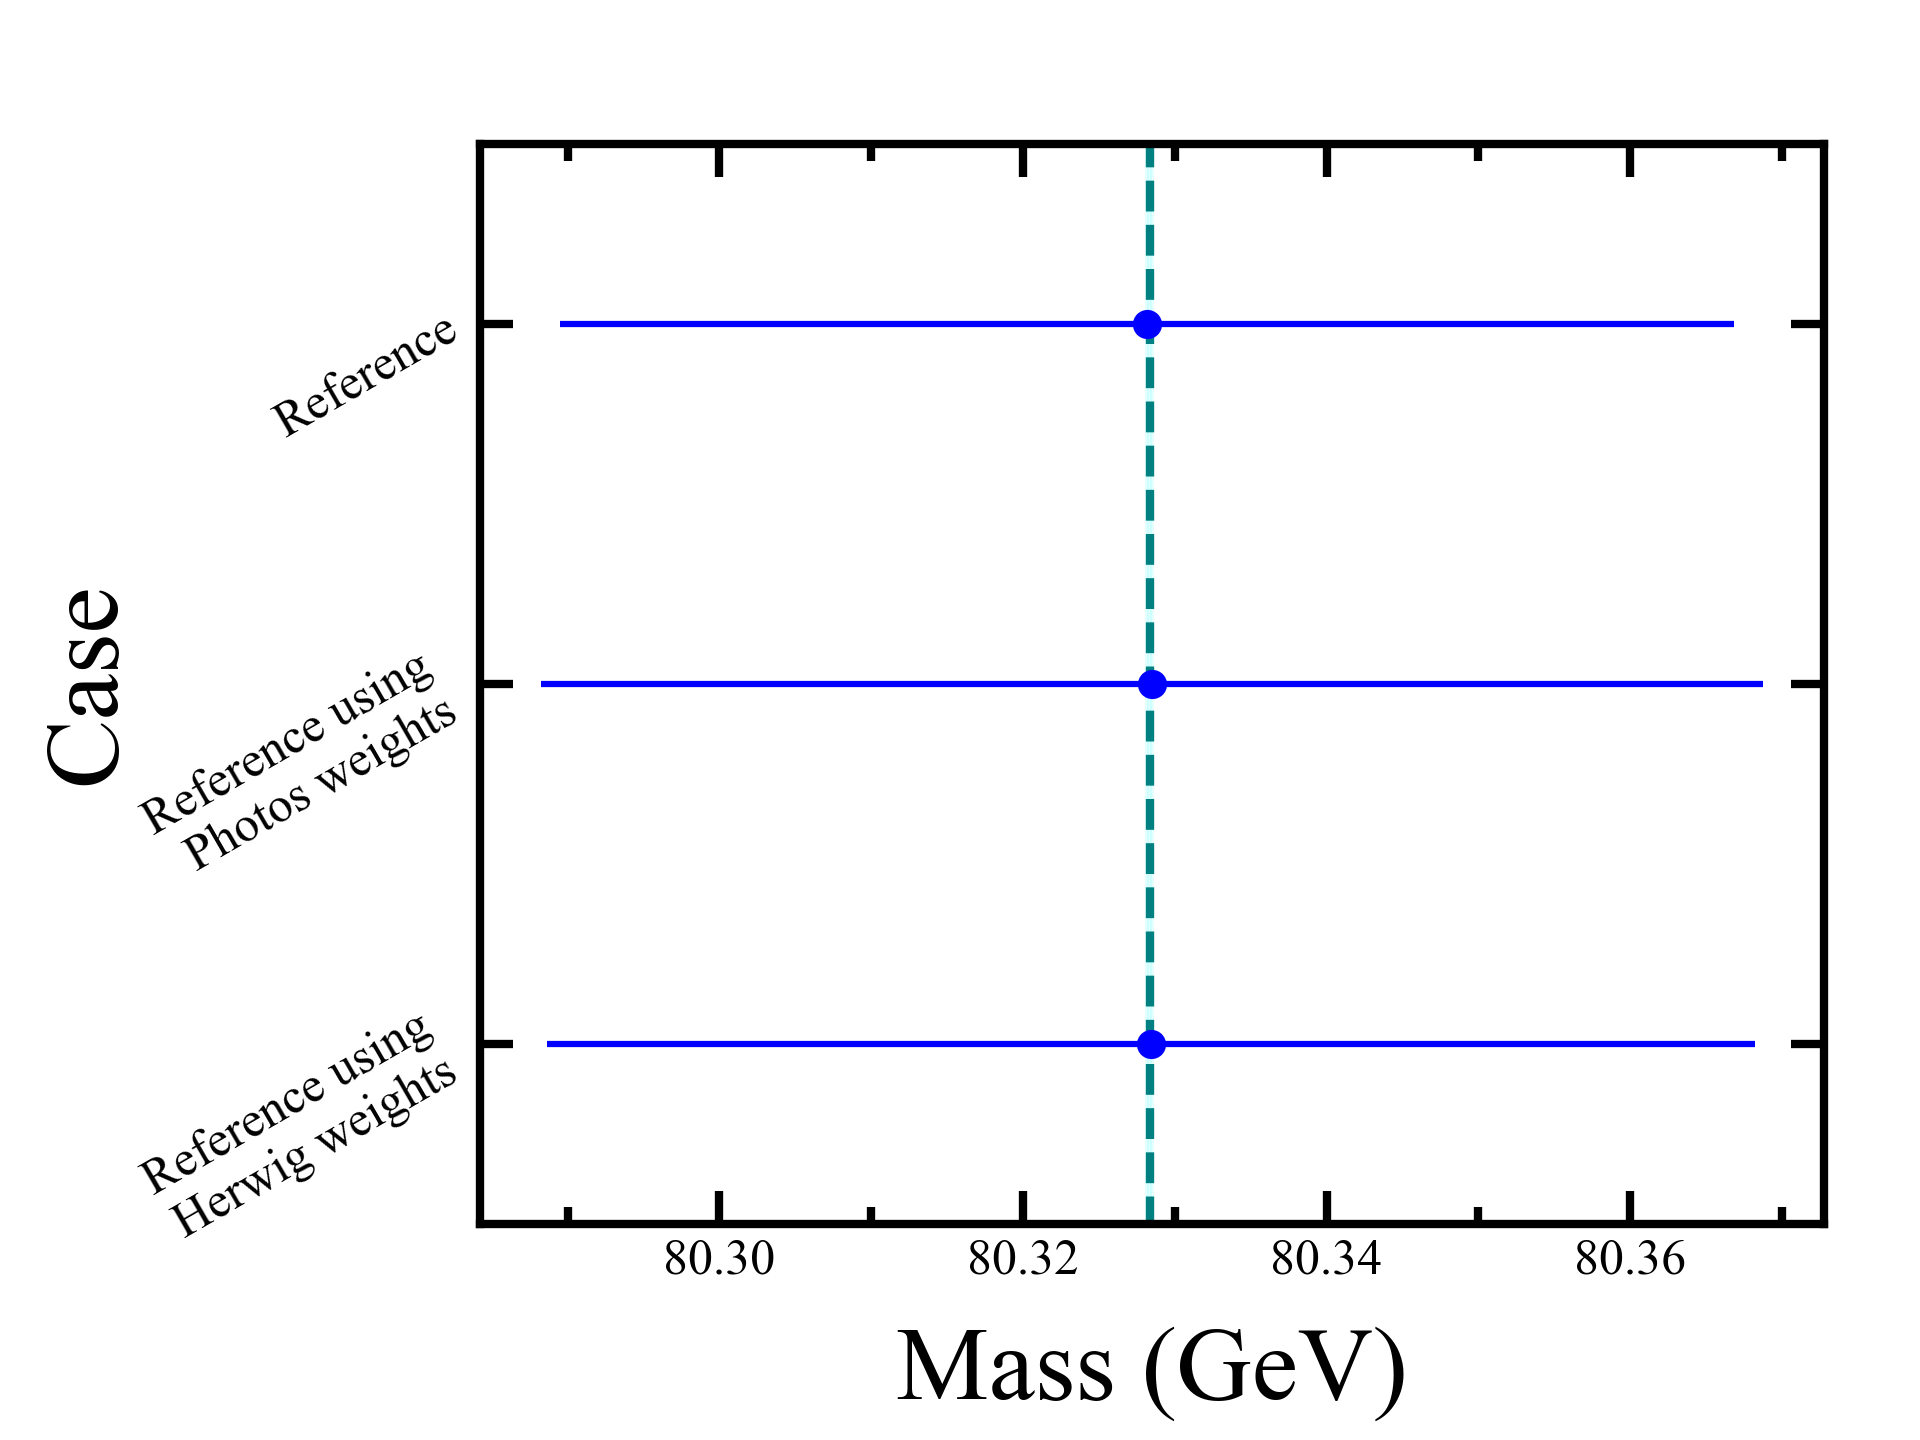 Reference
Reference using
Photos weights
Reference using
Herwig weights
Case
80.30
80.32
80.34
80.36
Mass (GeV)